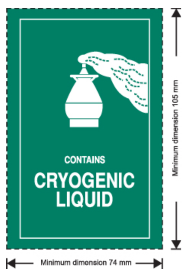 CONTAINS
CRYOGENIC
LIQUID
Minimum dimension 105 mm
Minimum dimension 74 mm